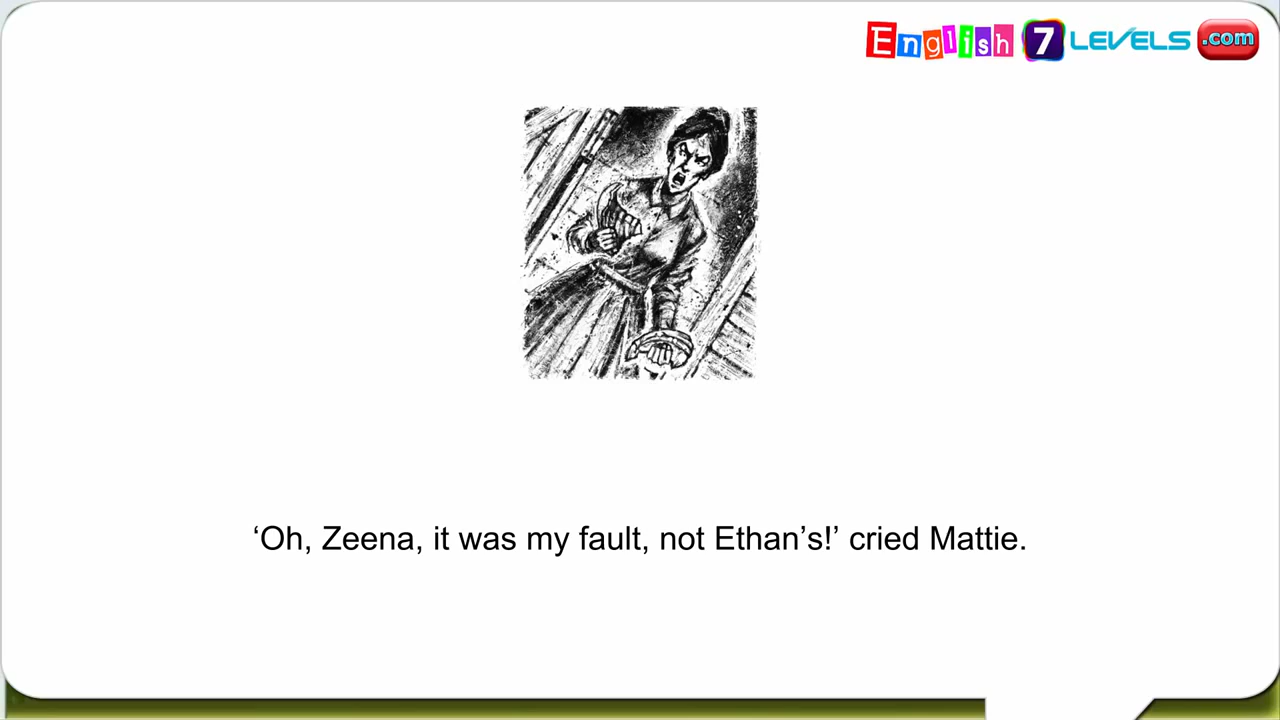 English 7 LEVELS .com
‘Oh, Zeena, it was my fault, not Ethan’s!’ cried Mattie.